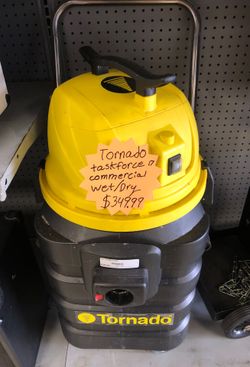 Tornado
taskforce
commercial
Wet/Dry
$349.99
Tornado